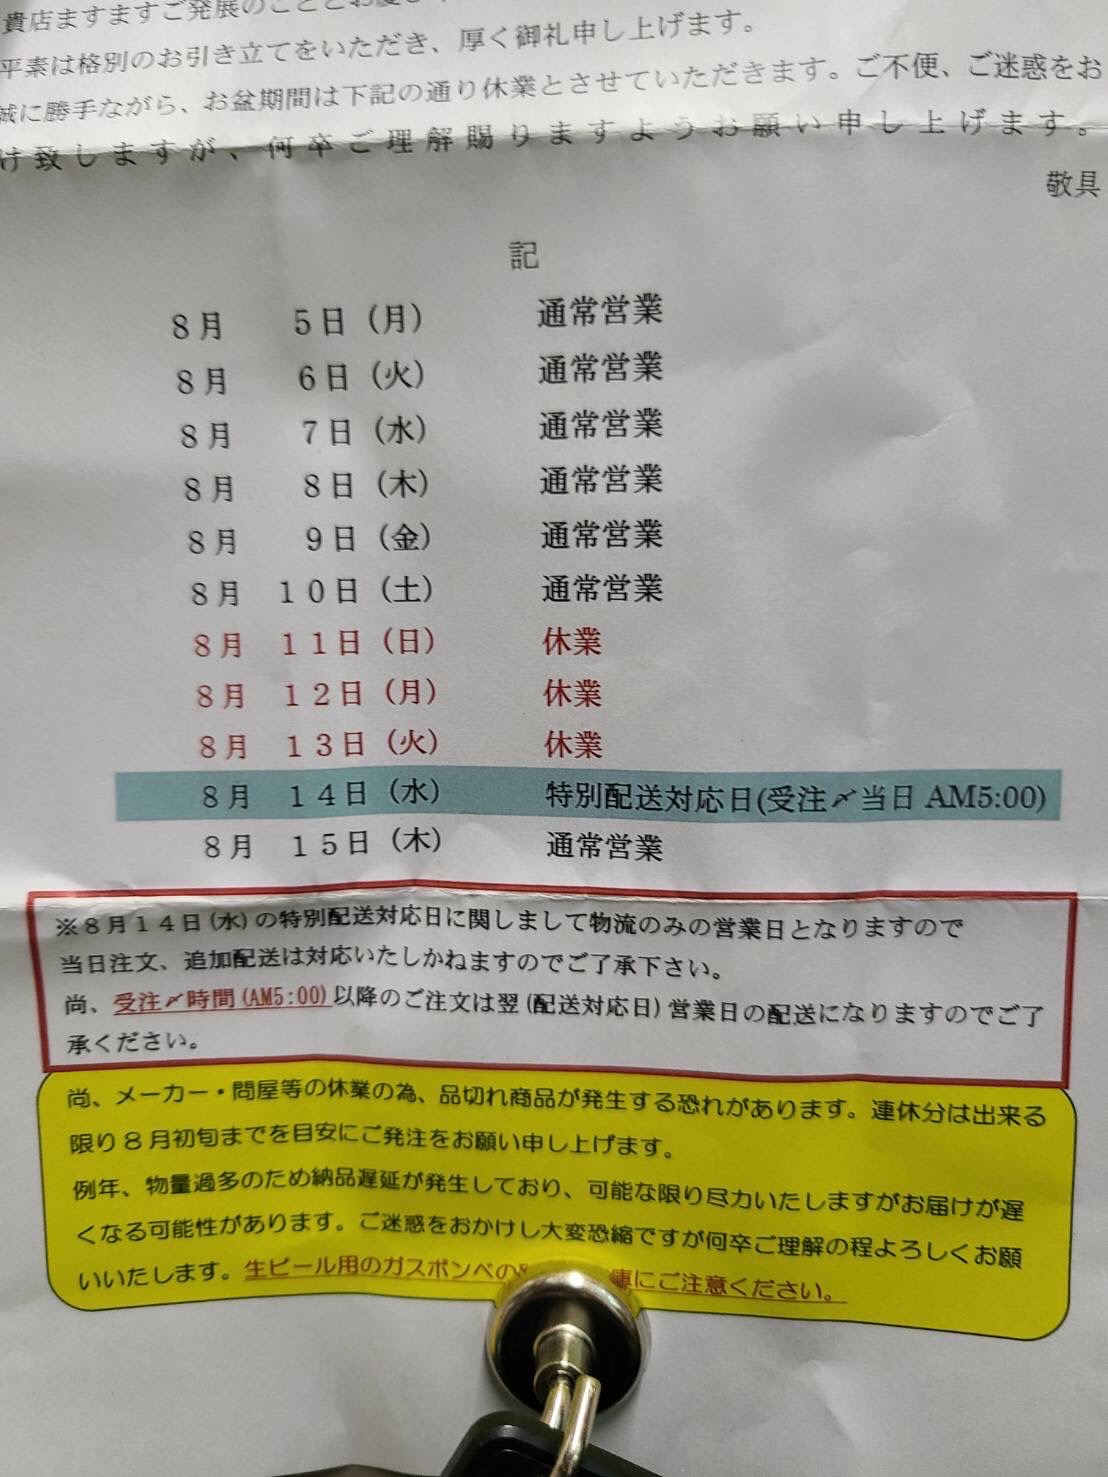 貴店ますますご発展のこととお慶び
平素は格別のお引き立てをいただき、厚く御礼申し上げます。
誠に勝手ながら、お盆期間は下記の通り休業とさせていただきます。ご不便、ご迷惑をお
け致しますが、何卒ご理解賜りますようお願い申し上げます。
敬具
記
8月 5日（月） 通常営業
8月 6日（火） 通常営業
8月 7日（水） 通常営業
8月 8日（木） 通常営業
8月 9日（金） 通常営業
8月 10日（土） 通常営業
8月 11日（日） 休業
8月 12日（月） 休業
8月 13日（火） 休業
8月 14日（水） 特別配送対応日(受注〆当日 AM5:00)
8月 15日（木） 通常営業
※8月14日(水)の特別配送対応日に関しまして物流のみの営業日となりますので
当日注文、追加配送は対応いたしかねますのでご了承下さい。
尚、受注〆時間(AM5:00)以降のご注文は翌(配送対応日)営業日の配送になりますのでご了
承ください。
尚、メーカー・問屋等の休業の為、品切れ商品が発生する恐れがあります。連休分は出来る
限り8月初旬までを目安にご発注をお願い申し上げます。
例年、物量過多のため納品遅延が発生しており、可能な限り尽力いたしますがお届けが遅
くなる可能性があります。ご迷惑をおかけし大変恐縮ですが何卒ご理解の程よろしくお願
いいたします。生ビール用のガスボンベの 庫にご注意ください。